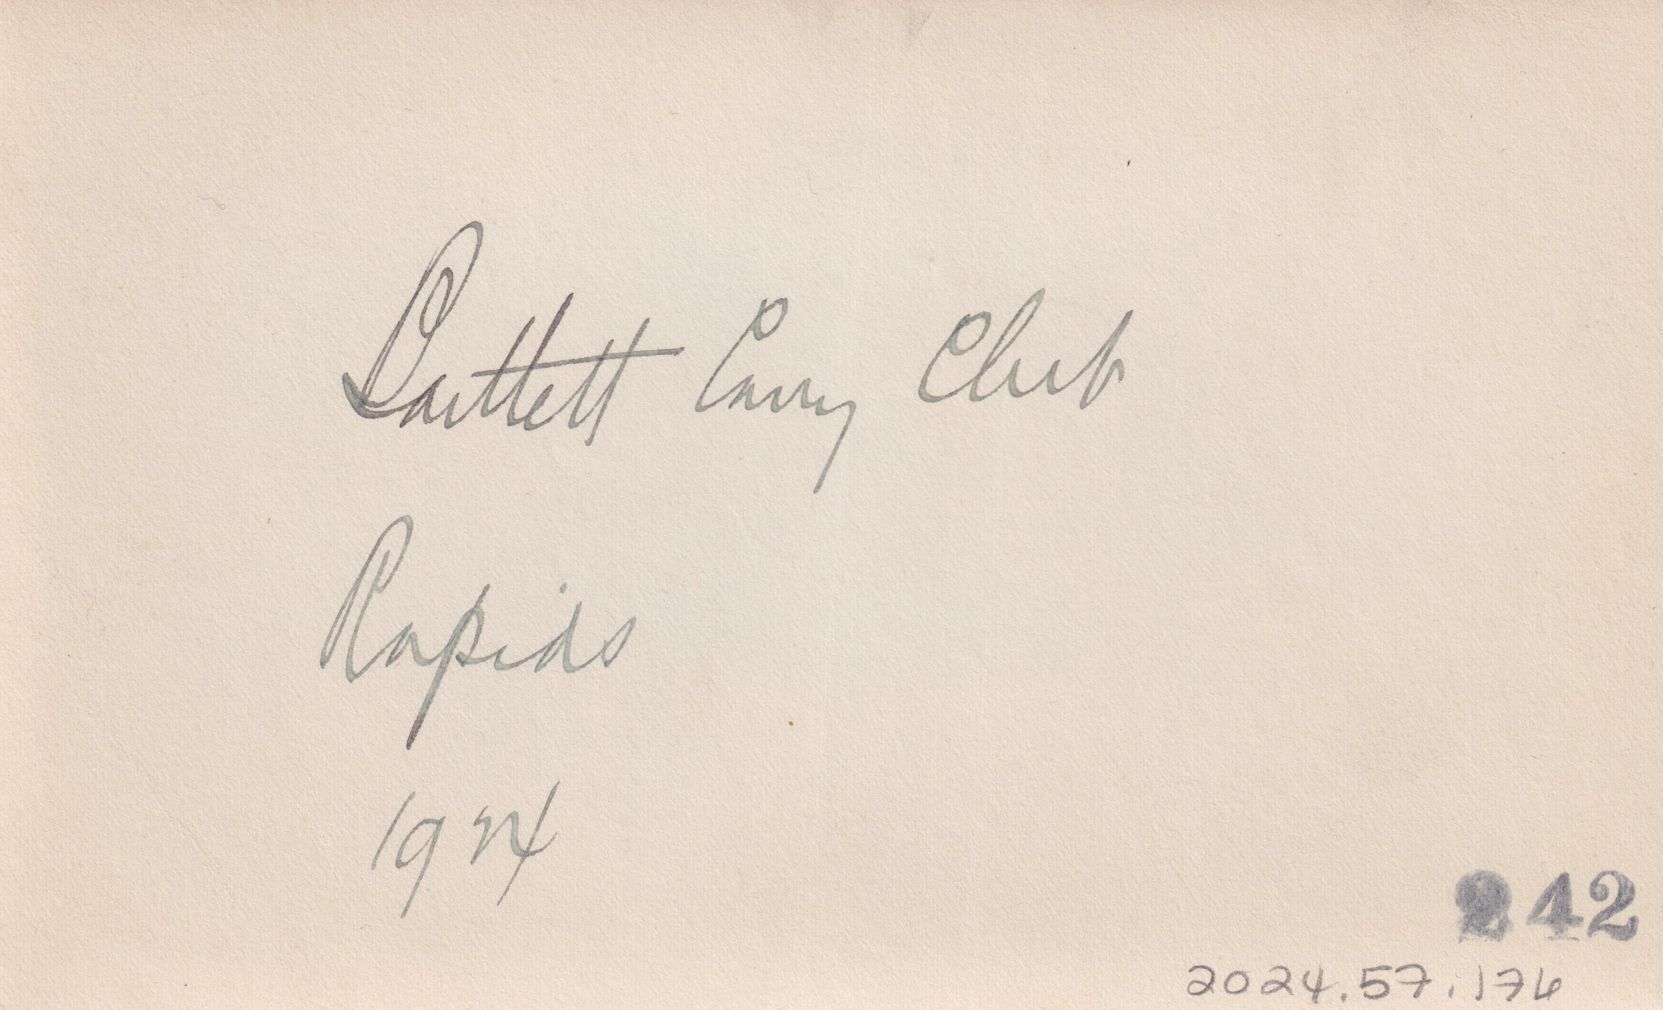 Bartlett Carry Club
Rapids
1924
242
2024.57.176